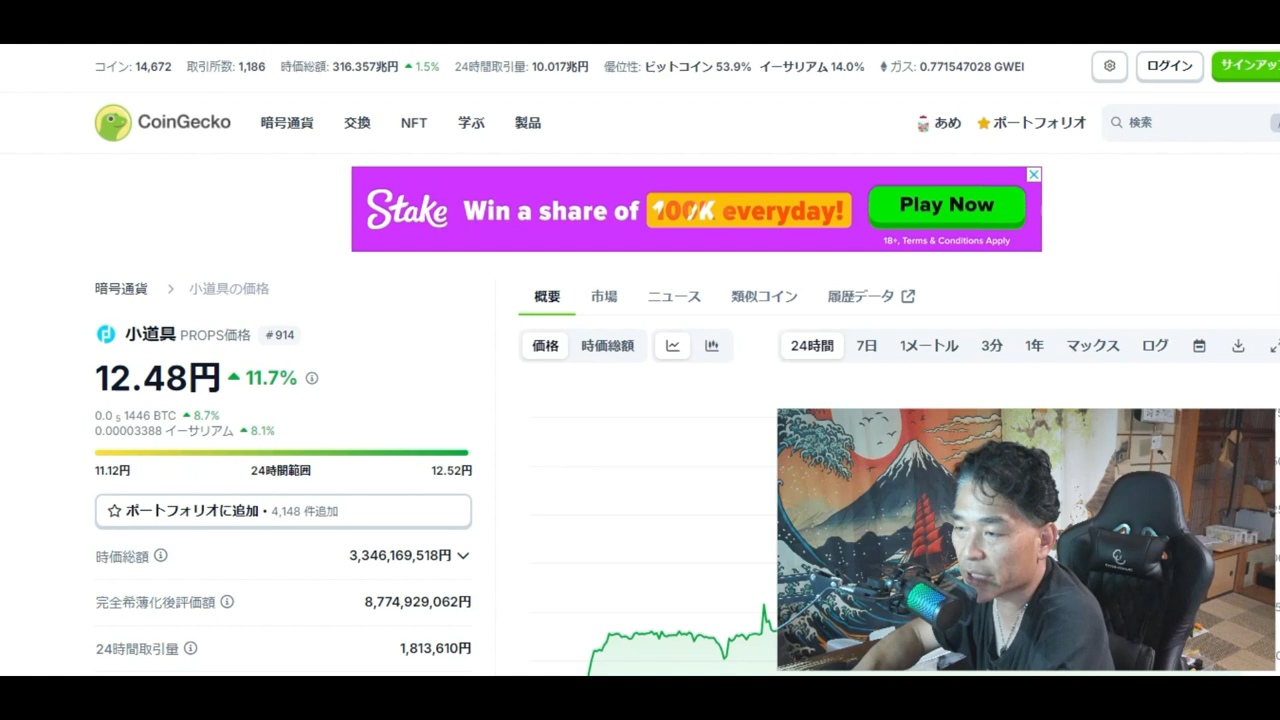 コイン: 14,672 取引所数: 1,186 時価総額: 316.357兆円 1.5% 24時間取引量: 10.017兆円 優位性: ビットコイン 53.9% イーサリアム 14.0% ガス: 0.771547028 GWEI
ログイン
サインアッ
CoinGecko 暗号通貨 交換 NFT 学ぶ 製品 あめ ポートフォリオ 検索
Stake Win a share of 100K everyday! Play Now
18+, Terms & Conditions Apply
暗号通貨 > 小道具の価格
概要 市場 ニュース 類似コイン 履歴データ
小道具 PROPS価格 #914
価格 時価総額 24時間 7日 1メートル 3分 1年 マックス ログ
12.48円 11.7%
0.0 5 1446 BTC 8.7%
0.00003388 イーサリアム 8.1%
11.12円 24時間範囲 12.52円
ポートフォリオに追加・4,148 件追加
時価総額 3,346,169,518円
完全希薄化後評価額 8,774,929,062円
24時間取引量 1,813,610円